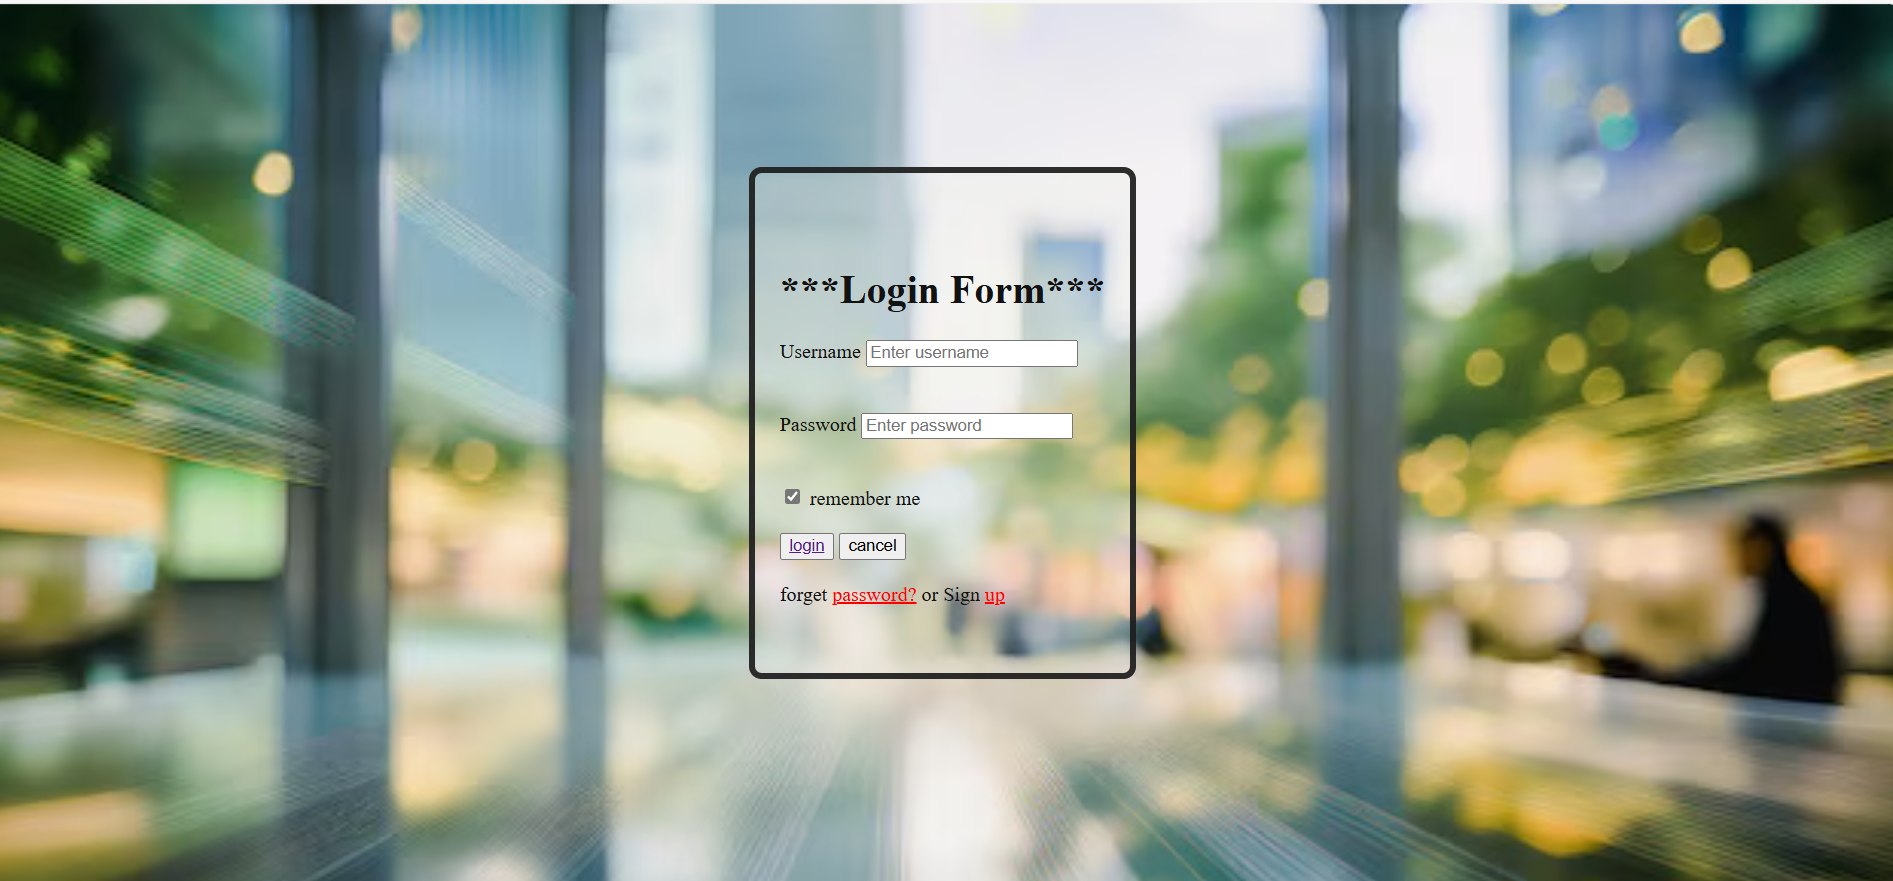 ***Login Form***
Username Enter username
Password Enter password
remember me
login cancel
forget password? or Sign up